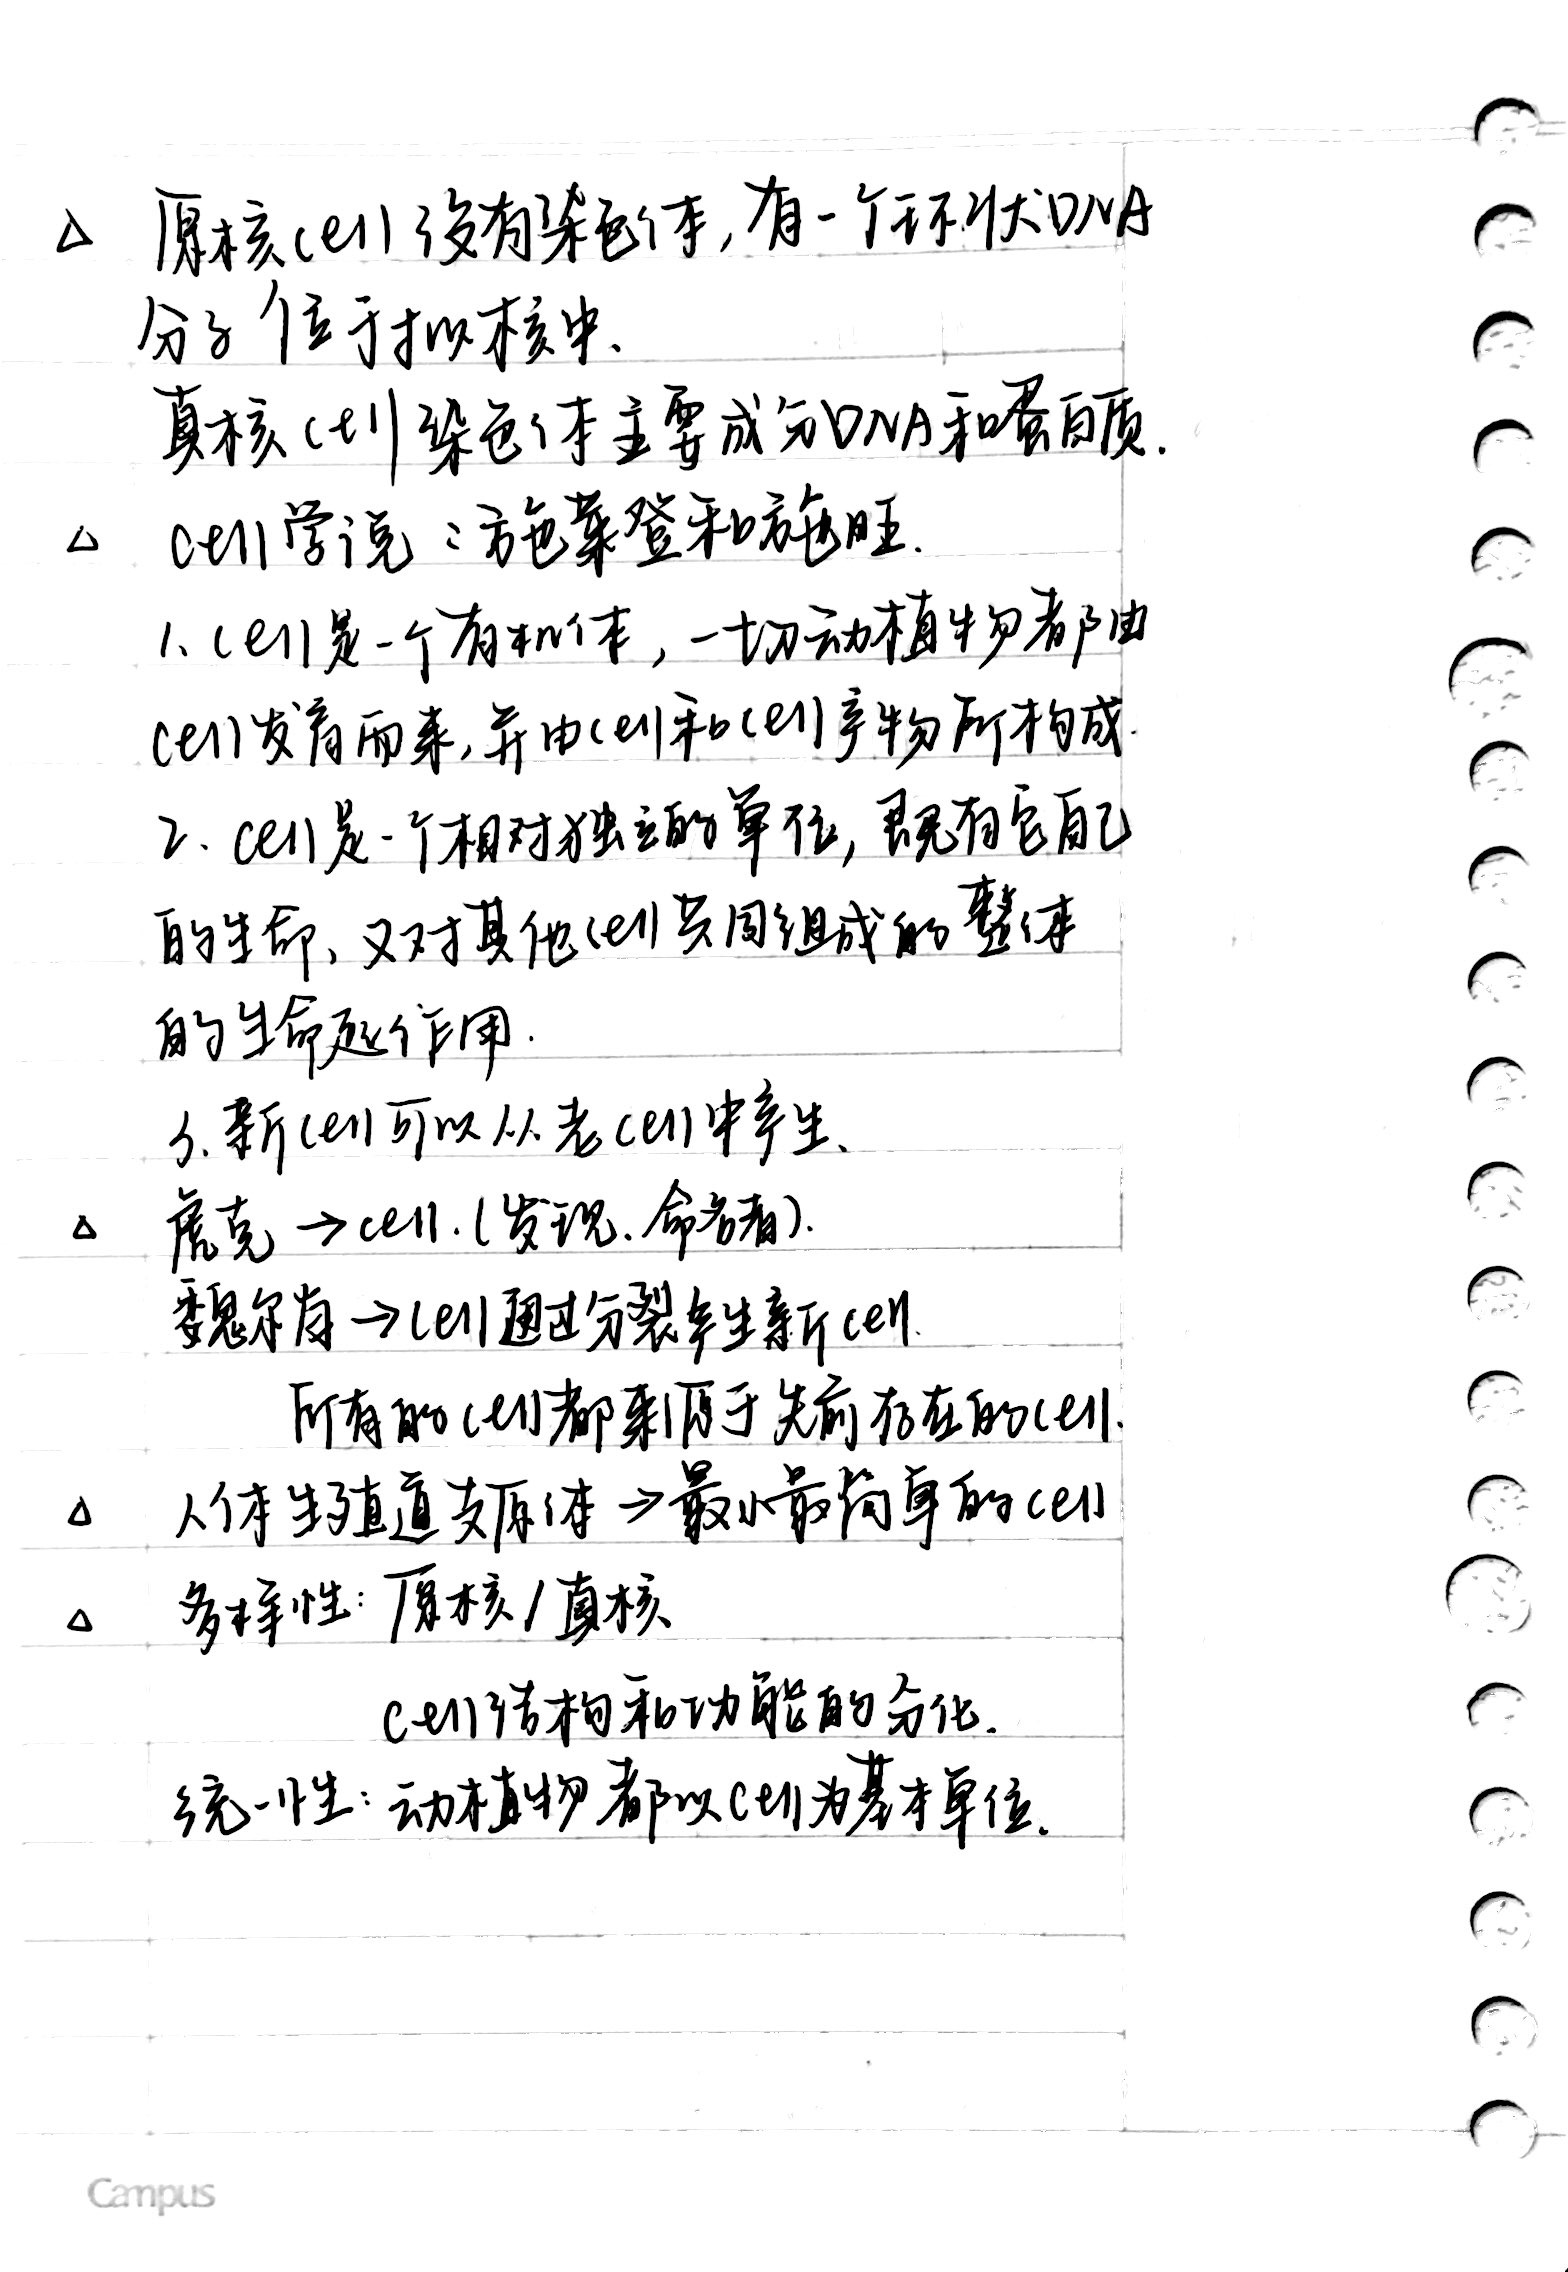 △ 原核cell没有染色体,有一个环状DNA
分子位于拟核中.
真核cell染色体主要成分DNA和蛋白质.
△ cell学说:施莱登和施旺.
1、cell是一个有机体,一切动植物都由
cell发育而来,并由cell和cell产物所构成.
2、cell是一个相对独立的单位,既有它自己
的生命、又对其他cell共同组成的整体
的生命起作用.
3、新cell可以从老cell中产生、
△ 虎克→cell.(发现、命名者).
魏尔肖→cell通过分裂产生新cell.
所有的cell都来源于先前存在的cell.
△ 人体生殖道支原体→最小最简单的cell
△ 多样性:原核/真核
cell结构和功能的分化.
统一性:动植物都以cell为基本单位.
Campus